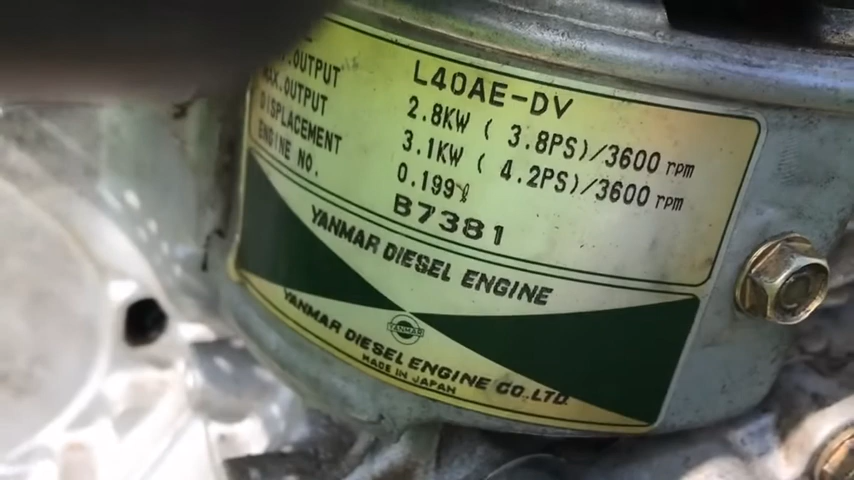 L40AE-DV
.OUTPUT 2.8KW ( 3.8PS)/3600 rpm
MAX.OUTPUT 3.1KW ( 4.2PS)/3600 rpm
DISPLACEMENT 0.199ℓ
ENGINE NO. B7381
YANMAR DIESEL ENGINE
YANMAR
YANMAR DIESEL ENGINE CO.,LTD.
MADE IN JAPAN